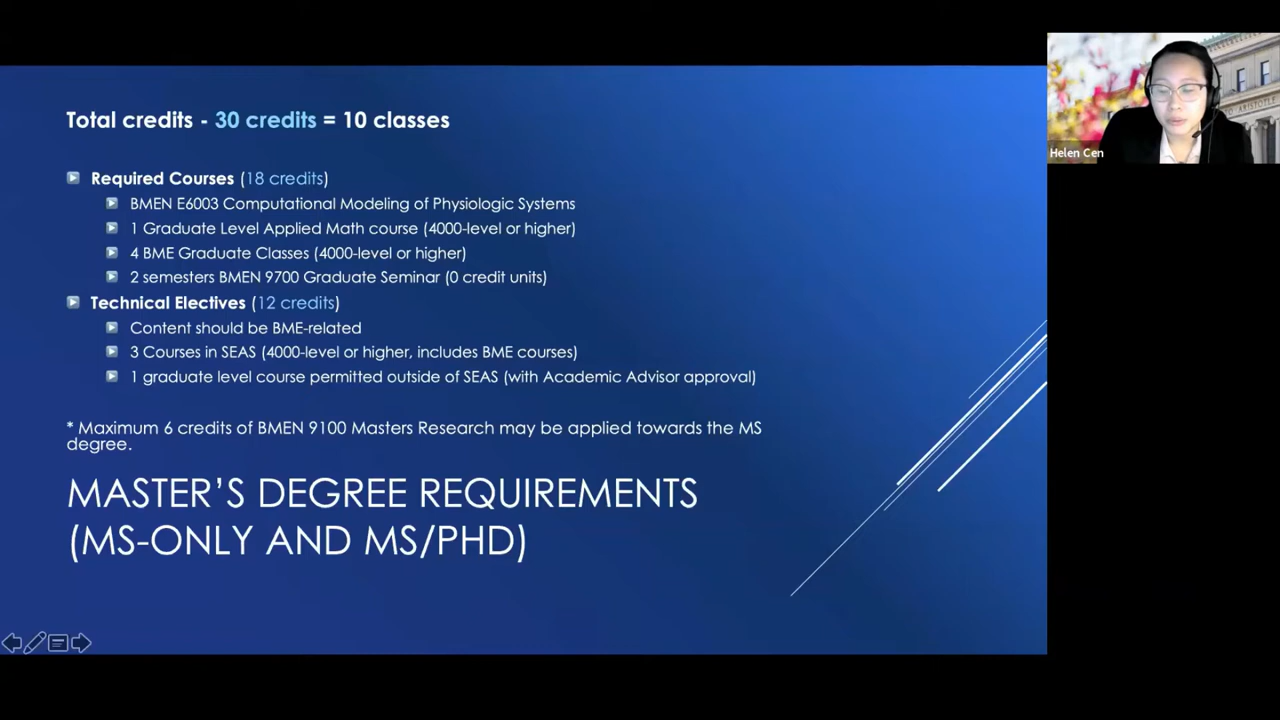 Total credits - 30 credits = 10 classes
Required Courses (18 credits)
BMEN E6003 Computational Modeling of Physiologic Systems
1 Graduate Level Applied Math course (4000-level or higher)
4 BME Graduate Classes (4000-level or higher)
2 semesters BMEN 9700 Graduate Seminar (0 credit units)
Technical Electives (12 credits)
Content should be BME-related
3 Courses in SEAS (4000-level or higher, includes BME courses)
1 graduate level course permitted outside of SEAS (with Academic Advisor approval)
* Maximum 6 credits of BMEN 9100 Masters Research may be applied towards the MS
degree.
MASTER'S DEGREE REQUIREMENTS
(MS-ONLY AND MS/PHD)
Helen Cen
ARISTOTLE